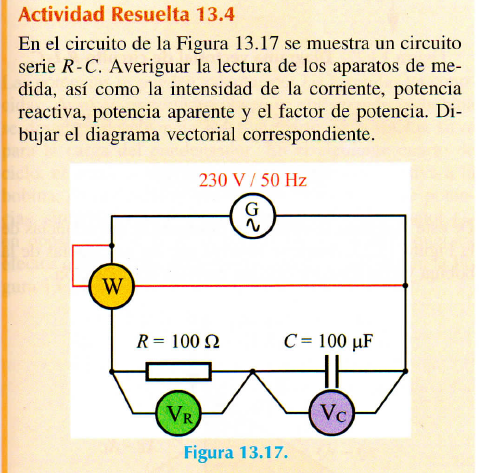 Actividad Resuelta 13.4
En el circuito de la Figura 13.17 se muestra un circuito
serie R-C. Averiguar la lectura de los aparatos de me-
dida, así como la intensidad de la corriente, potencia
reactiva, potencia aparente y el factor de potencia. Di-
bujar el diagrama vectorial correspondiente.
230 V / 50 Hz
G
W
R = 100 Ω C = 100 µF
VR VC
Figura 13.17.